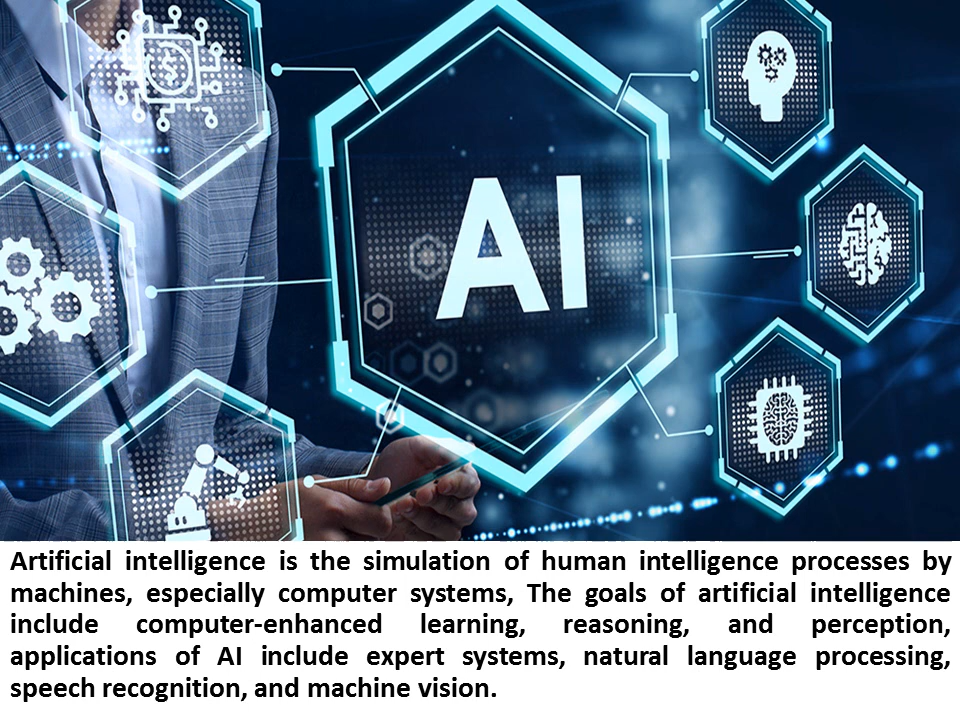 AI
Artificial intelligence is the simulation of human intelligence processes by
machines, especially computer systems, The goals of artificial intelligence
include computer-enhanced learning, reasoning, and perception,
applications of AI include expert systems, natural language processing,
speech recognition, and machine vision.